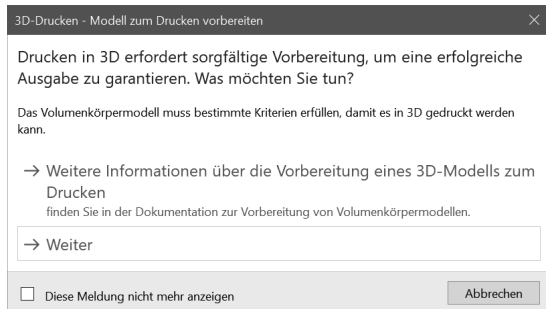 3D-Drucken - Modell zum Drucken vorbereiten
Drucken in 3D erfordert sorgfältige Vorbereitung, um eine erfolgreiche
Ausgabe zu garantieren. Was möchten Sie tun?
Das Volumenkörpermodell muss bestimmte Kriterien erfüllen, damit es in 3D gedruckt werden
kann.
→ Weitere Informationen über die Vorbereitung eines 3D-Modells zum
Drucken
finden Sie in der Dokumentation zur Vorbereitung von Volumenkörpermodellen.
→ Weiter
Diese Meldung nicht mehr anzeigen
Abbrechen